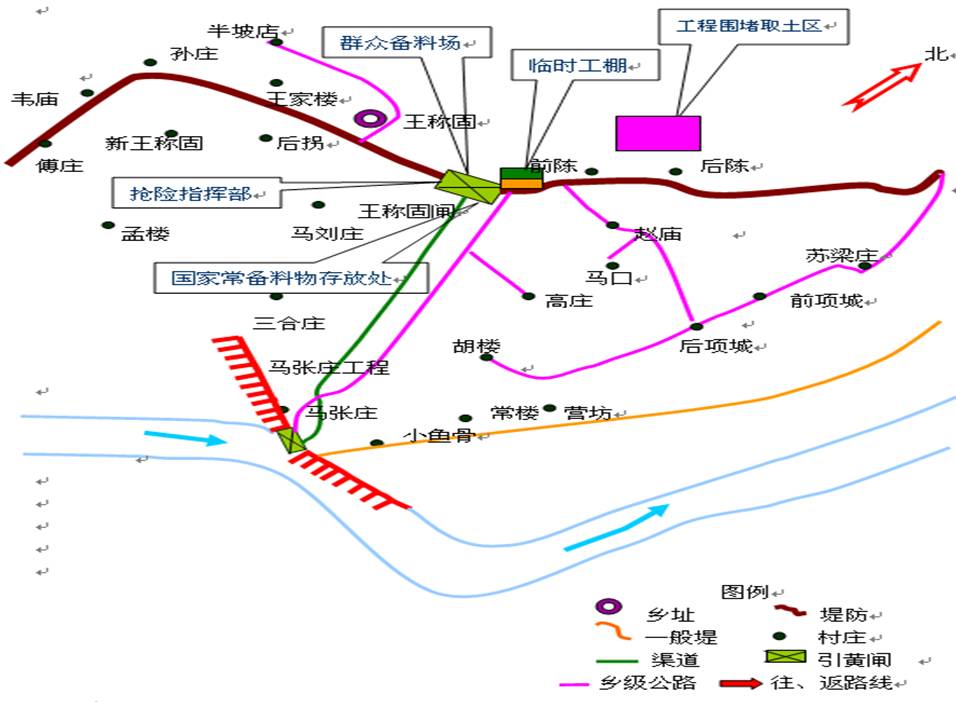 半坡店
群众备料场
工程围堵取土区
孙庄
临时工棚
北
韦庙
王家楼
王称固
新王称固
后拐
前陈
后陈
傅庄
抢险指挥部
王称固闸
孟楼
马刘庄
赵庙
苏梁庄
国家常备料物存放处
马口
高庄
前项城
三合庄
胡楼
后项城
马张庄工程
马张庄
常楼
营坊
小鱼骨
图例
乡址
堤防
一般堤
村庄
渠道
引黄闸
乡级公路
往、返路线